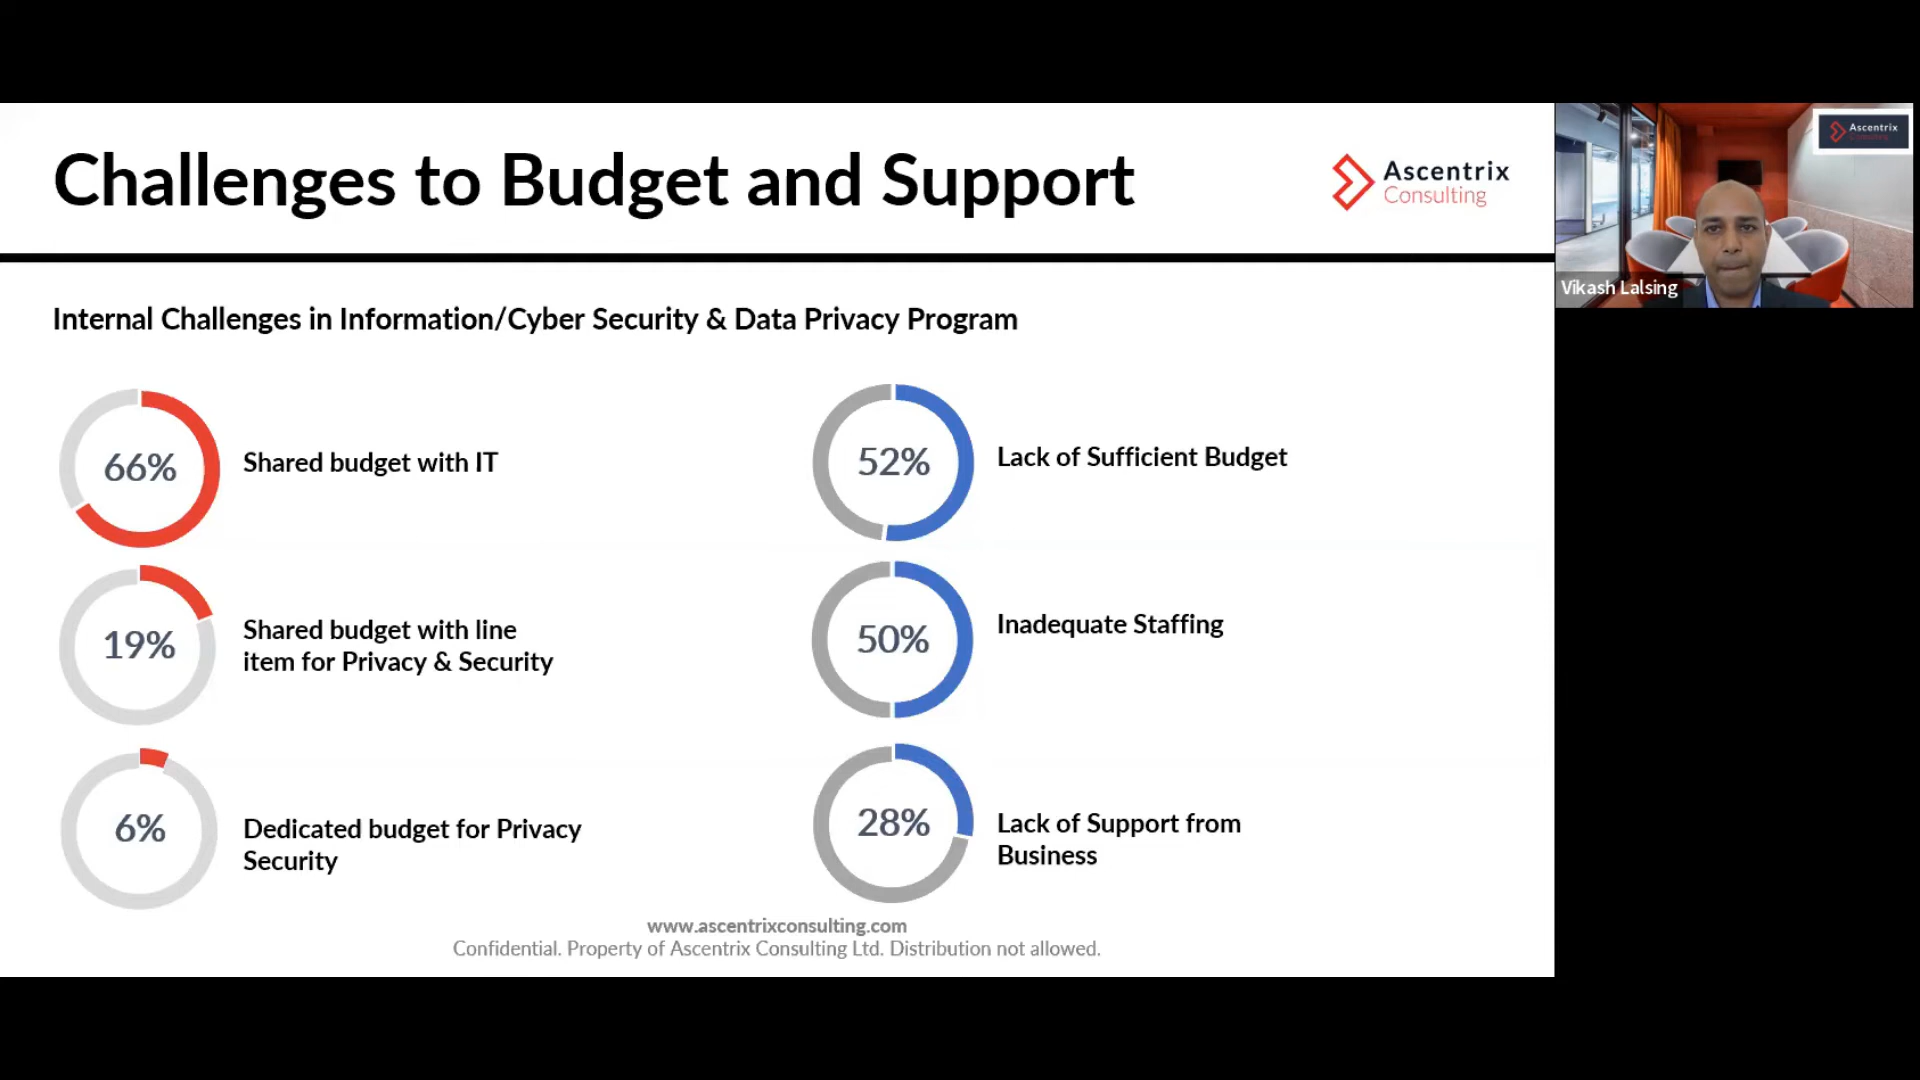 Challenges to Budget and Support
Ascentrix
Consulting
Ascentrix
Vikash Lalsing
Internal Challenges in Information/Cyber Security & Data Privacy Program
66%
Shared budget with IT
19%
Shared budget with line
item for Privacy & Security
6%
Dedicated budget for Privacy
Security
52%
Lack of Sufficient Budget
50%
Inadequate Staffing
28%
Lack of Support from
Business
www.ascentrixconsulting.com
Confidential. Property of Ascentrix Consulting Ltd. Distribution not allowed.